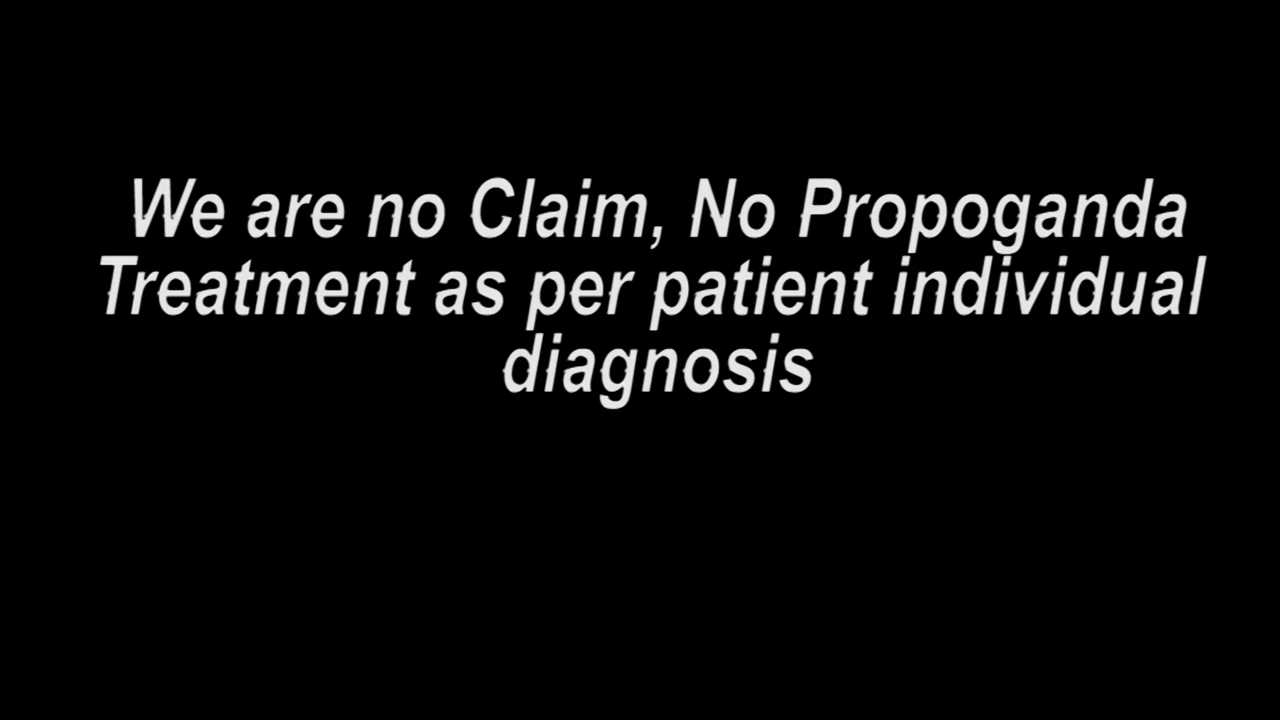 We are no Claim, No Propoganda
Treatment as per patient individual
diagnosis